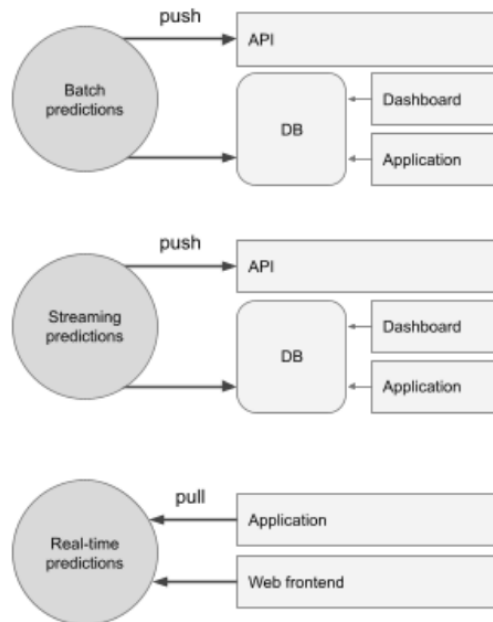 push
API
Batch
predictions
DB
Dashboard
Application
push
API
Streaming
predictions
DB
Dashboard
Application
pull
Application
Real-time
predictions
Web frontend